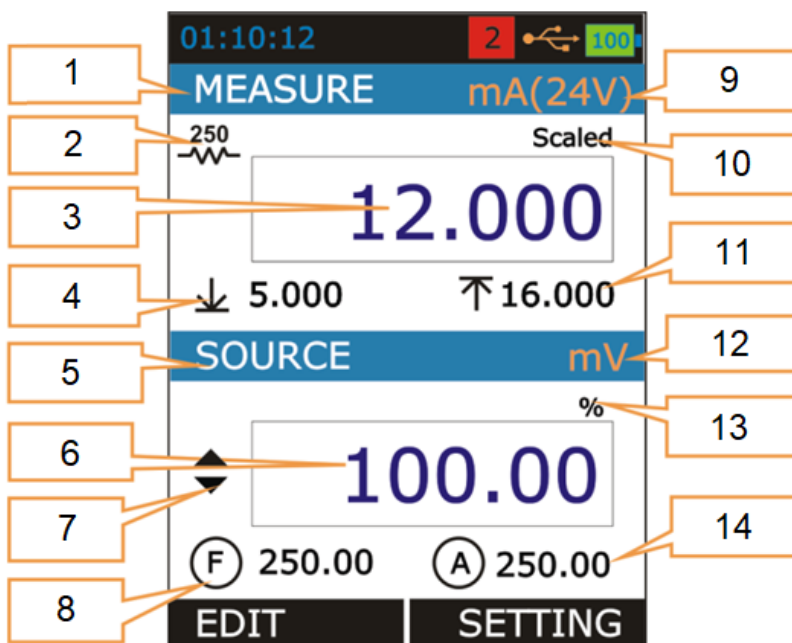 01:10:12 2 100
1 MEASURE mA(24V) 9
2 250 Scaled 10
3 12.000
4 5.000 16.000 11
5 SOURCE mV 12
% 13
6 100.00
7
8 F 250.00 A 250.00 14
EDIT SETTING